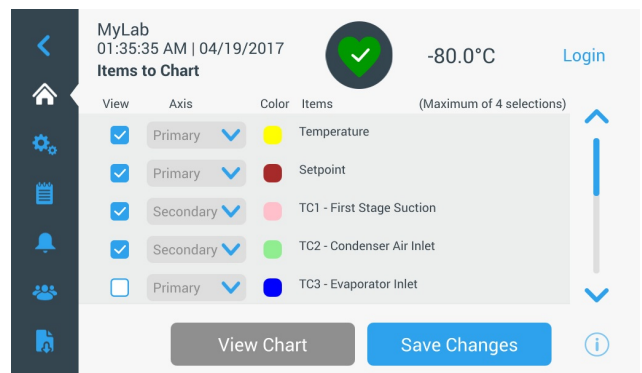 MyLab
01:35:35 AM | 04/19/2017
Items to Chart
-80.0°C
Login
View Axis Color Items (Maximum of 4 selections)
Primary Temperature
Primary Setpoint
Secondary TC1 - First Stage Suction
Secondary TC2 - Condenser Air Inlet
Primary TC3 - Evaporator Inlet
View Chart
Save Changes